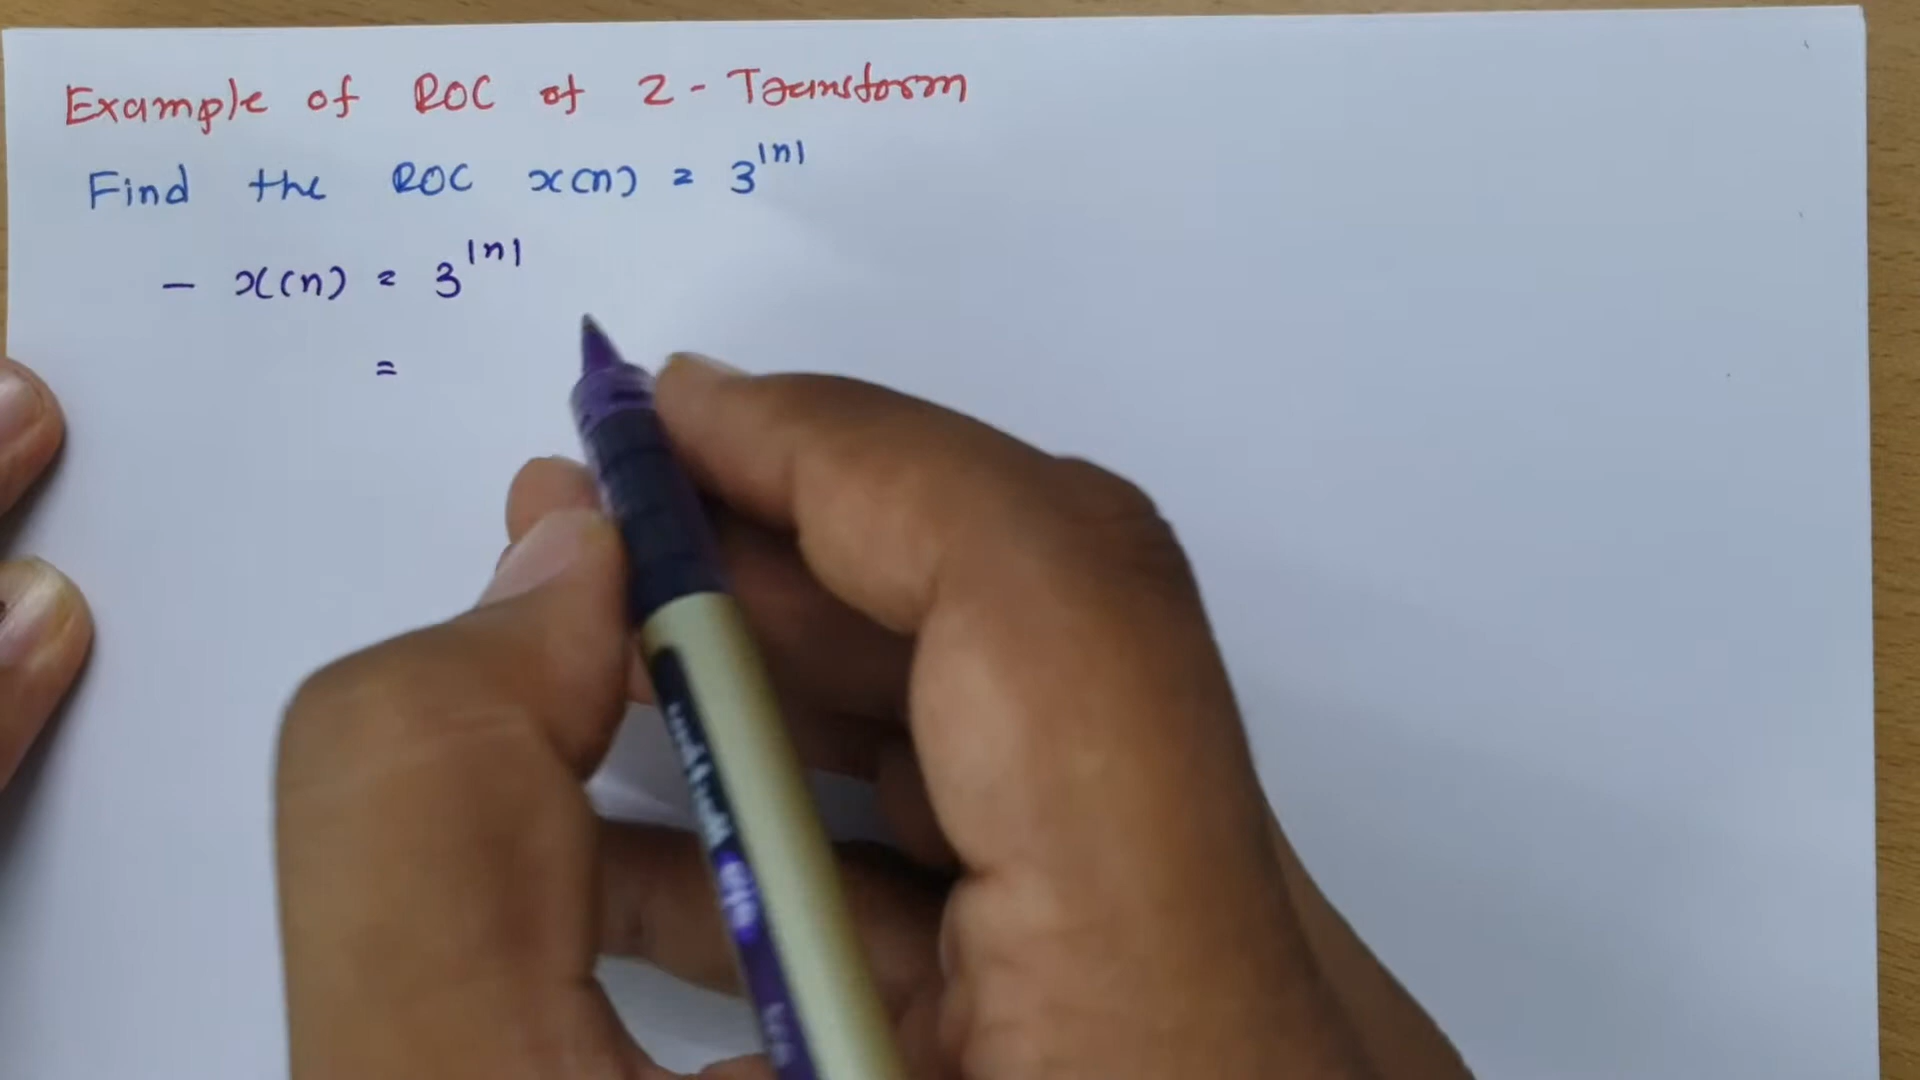 Example of ROC of Z - Transform
Find the ROC x(n) = 3^|n|
- x(n) = 3^|n|
=